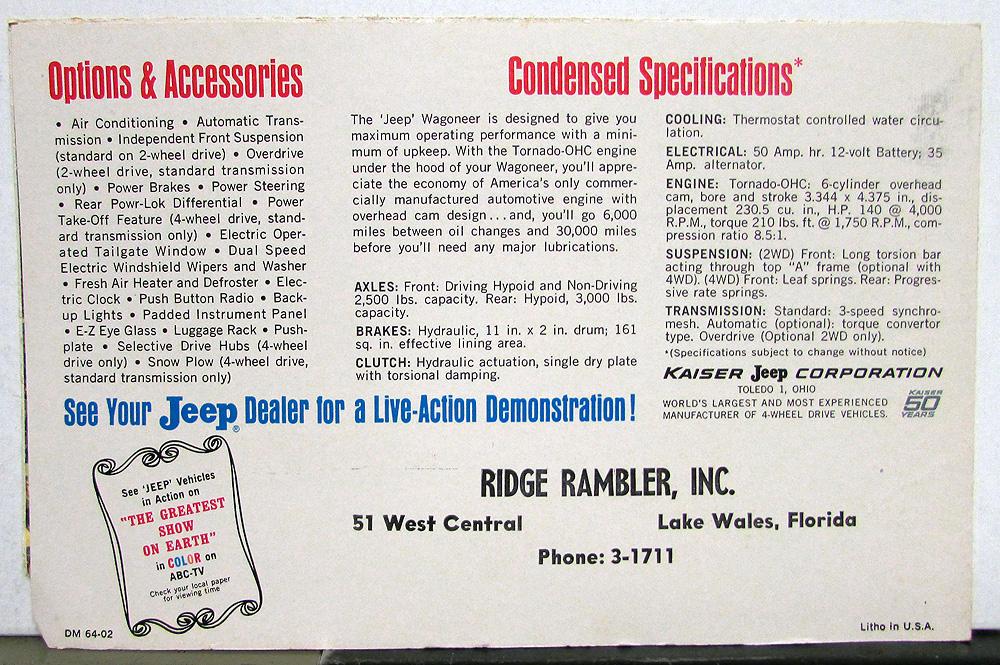 Options & Accessories
• Air Conditioning • Automatic Trans-
mission • Independent Front Suspension
(standard on 2-wheel drive) • Overdrive
(2-wheel drive, standard transmission
only) • Power Brakes • Power Steering
• Rear Powr-Lok Differential • Power
Take-Off Feature (4-wheel drive, stand-
ard transmission only) • Electric Oper-
ated Tailgate Window • Dual Speed
Electric Windshield Wipers and Washer
• Fresh Air Heater and Defroster • Elec-
tric Clock • Push Button Radio • Back-
up Lights • Padded Instrument Panel
• E-Z Eye Glass • Luggage Rack • Push-
plate • Selective Drive Hubs (4-wheel
drive only) • Snow Plow (4-wheel drive,
standard transmission only)
Condensed Specifications*
The 'Jeep' Wagoneer is designed to give you
maximum operating performance with a mini-
mum of upkeep. With the Tornado-OHC engine
under the hood of your Wagoneer, you'll appre-
ciate the economy of America's only commer-
cially manufactured automotive engine with
overhead cam design...and, you'll go 6,000
miles between oil changes and 30,000 miles
before you'll need any major lubrications.
AXLES: Front: Driving Hypoid and Non-Driving
2,500 lbs. capacity. Rear: Hypoid, 3,000 lbs.
capacity.
BRAKES: Hydraulic, 11 in. x 2 in. drum; 161
sq. in. effective lining area.
CLUTCH: Hydraulic actuation, single dry plate
with torsional damping.
COOLING: Thermostat controlled water circu-
lation.
ELECTRICAL: 50 Amp. hr. 12-volt Battery; 35
Amp. alternator.
ENGINE: Tornado-OHC: 6-cylinder overhead
cam, bore and stroke 3.344 x 4.375 in., dis-
placement 230.5 cu. in., H.P. 140 @ 4,000
R.P.M., torque 210 lbs. ft. @ 1,750 R.P.M., com-
pression ratio 8.5:1.
SUSPENSION: (2WD) Front: Long torsion bar
acting through top "A" frame (optional with
4WD). (4WD) Front: Leaf springs. Rear: Progres-
sive rate springs.
TRANSMISSION: Standard: 3-speed synchro-
mesh. Automatic (optional): torque convertor
type. Overdrive (Optional 2WD only).
*(Specifications subject to change without notice)
KAISER Jeep CORPORATION
TOLEDO 1, OHIO
WORLD'S LARGEST AND MOST EXPERIENCED
MANUFACTURER OF 4-WHEEL DRIVE VEHICLES.
KAISER
50
YEARS
See Your Jeep® Dealer for a Live-Action Demonstration!
See 'JEEP' Vehicles
in Action on
"THE GREATEST
SHOW
ON EARTH"
in COLOR on
ABC-TV
Check your local paper
for viewing time
RIDGE RAMBLER, INC.
51 West Central Lake Wales, Florida
Phone: 3-1711
DM 64-02
Litho in U.S.A.